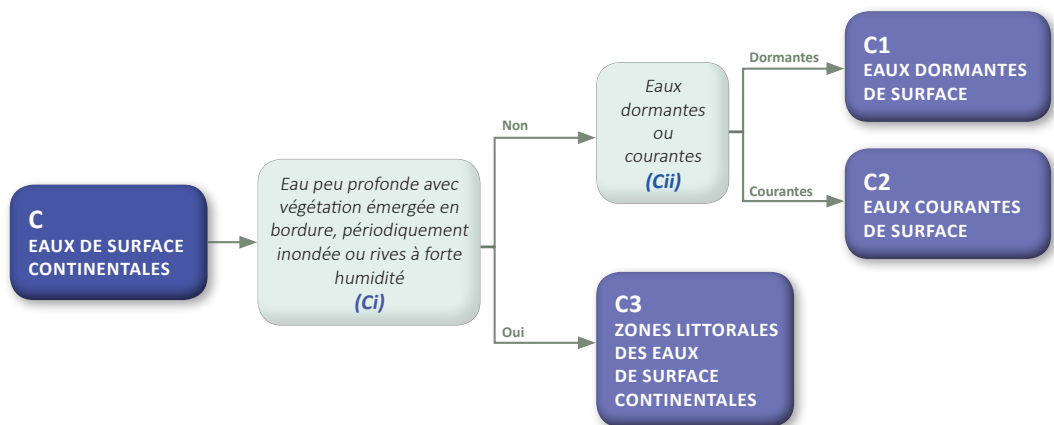 C
EAUX DE SURFACE
CONTINENTALES
Eau peu profonde avec
végétation émergée en
bordure, périodiquement
inondée ou rives à forte
humidité
(Ci)
Non
Eaux
dormantes
ou
courantes
(Cii)
Dormantes
C1
EAUX DORMANTES
DE SURFACE
Courantes
C2
EAUX COURANTES
DE SURFACE
Oui
C3
ZONES LITTORALES
DES EAUX
DE SURFACE
CONTINENTALES